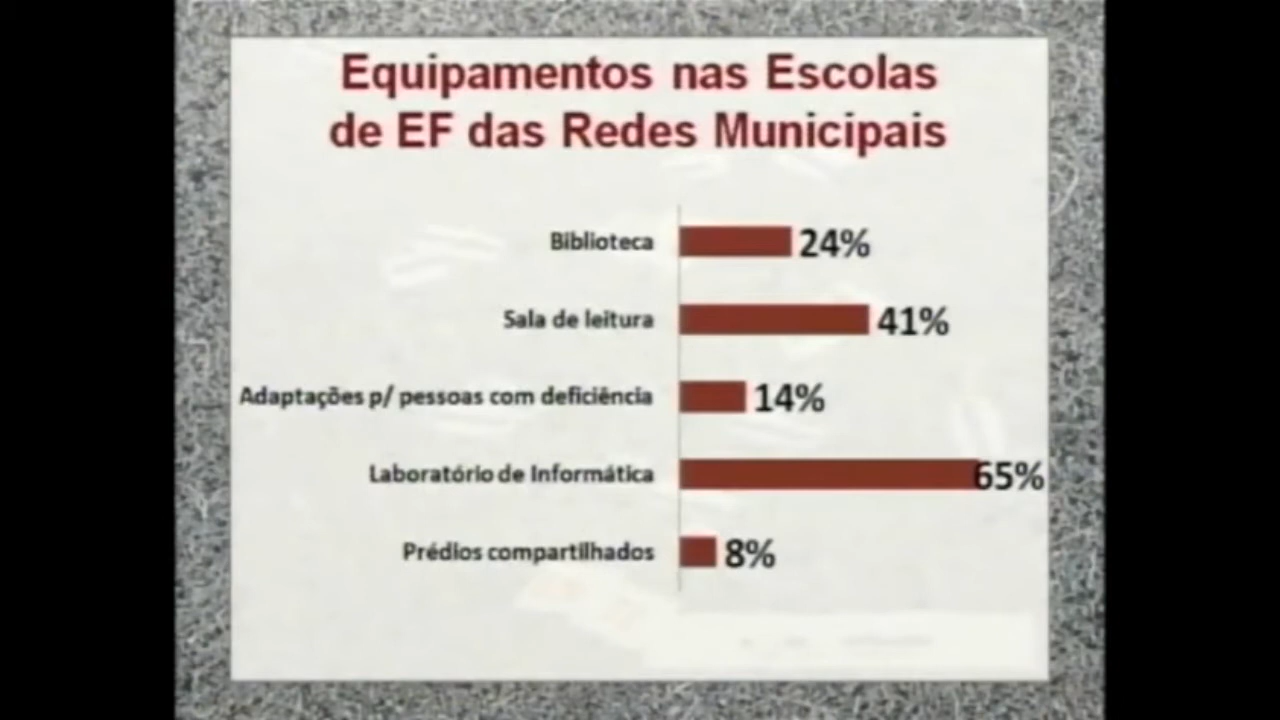 Equipamentos nas Escolas
de EF das Redes Municipais
Biblioteca 24%
Sala de leitura 41%
Adaptações p/ pessoas com deficiência 14%
Laboratório de Informática 65%
Prédios compartilhados 8%